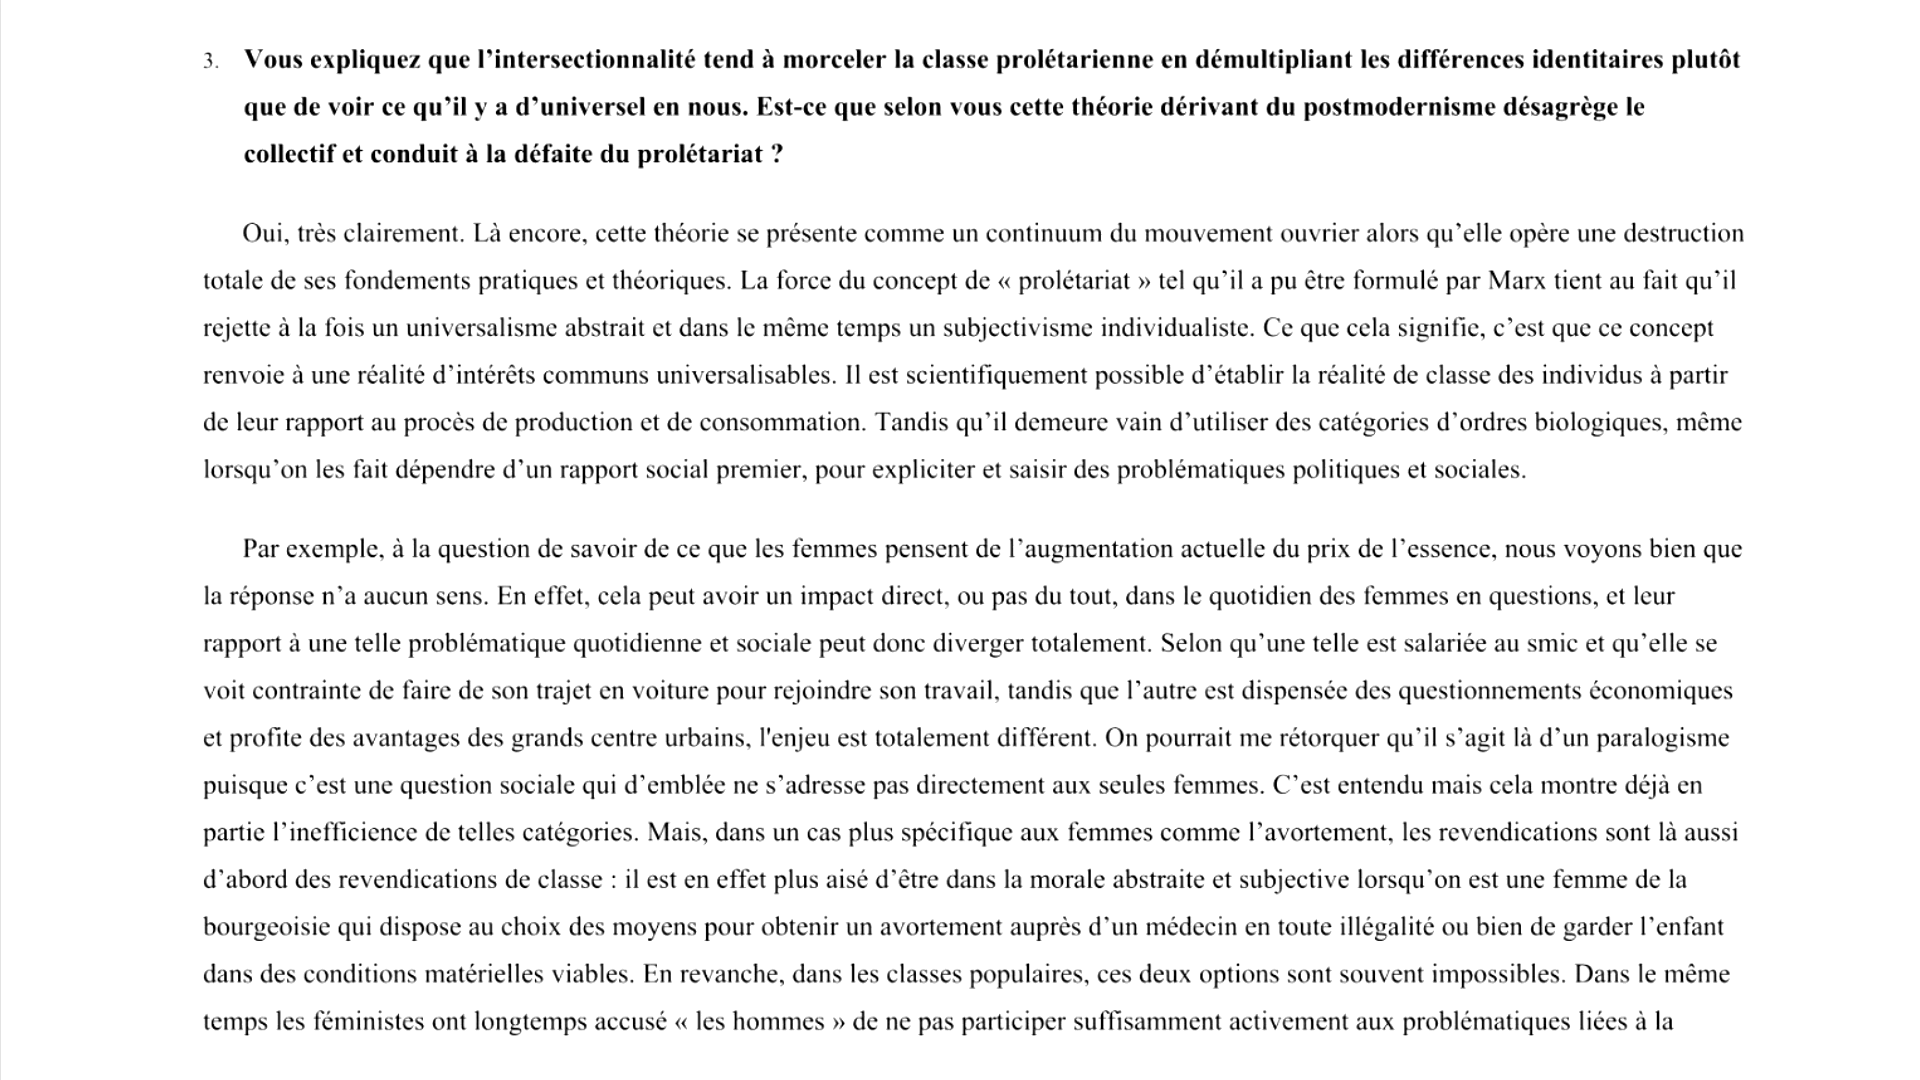 3. Vous expliquez que l’intersectionnalité tend à morceler la classe prolétarienne en démultipliant les différences identitaires plutôt
que de voir ce qu’il y a d’universel en nous. Est-ce que selon vous cette théorie dérivant du postmodernisme désagrège le
collectif et conduit à la défaite du prolétariat ?
Oui, très clairement. Là encore, cette théorie se présente comme un continuum du mouvement ouvrier alors qu’elle opère une destruction
totale de ses fondements pratiques et théoriques. La force du concept de « prolétariat » tel qu’il a pu être formulé par Marx tient au fait qu’il
rejette à la fois un universalisme abstrait et dans le même temps un subjectivisme individualiste. Ce que cela signifie, c’est que ce concept
renvoie à une réalité d’intérêts communs universalisables. Il est scientifiquement possible d’établir la réalité de classe des individus à partir
de leur rapport au procès de production et de consommation. Tandis qu’il demeure vain d’utiliser des catégories d’ordres biologiques, même
lorsqu’on les fait dépendre d’un rapport social premier, pour expliciter et saisir des problématiques politiques et sociales.
Par exemple, à la question de savoir de ce que les femmes pensent de l’augmentation actuelle du prix de l’essence, nous voyons bien que
la réponse n’a aucun sens. En effet, cela peut avoir un impact direct, ou pas du tout, dans le quotidien des femmes en questions, et leur
rapport à une telle problématique quotidienne et sociale peut donc diverger totalement. Selon qu’une telle est salariée au smic et qu’elle se
voit contrainte de faire de son trajet en voiture pour rejoindre son travail, tandis que l’autre est dispensée des questionnements économiques
et profite des avantages des grands centre urbains, l'enjeu est totalement différent. On pourrait me rétorquer qu’il s’agit là d’un paralogisme
puisque c’est une question sociale qui d’emblée ne s’adresse pas directement aux seules femmes. C’est entendu mais cela montre déjà en
partie l’inefficience de telles catégories. Mais, dans un cas plus spécifique aux femmes comme l’avortement, les revendications sont là aussi
d’abord des revendications de classe : il est en effet plus aisé d’être dans la morale abstraite et subjective lorsqu’on est une femme de la
bourgeoisie qui dispose au choix des moyens pour obtenir un avortement auprès d’un médecin en toute illégalité ou bien de garder l’enfant
dans des conditions matérielles viables. En revanche, dans les classes populaires, ces deux options sont souvent impossibles. Dans le même
temps les féministes ont longtemps accusé « les hommes » de ne pas participer suffisamment activement aux problématiques liées à la